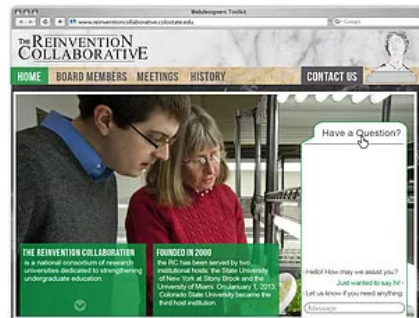 Webdesigners Toolkit
www.reinventioncollaborative.colostate.edu
Google
THE REINVENTION
COLLABORATIVE
HOME BOARD MEMBERS MEETINGS HISTORY CONTACT US
Have a Question?
THE REINVENTION COLLABORATION
is a national consortium of research
universities dedicated to strengthening
undergraduate education.
FOUNDED IN 2000
the RC has been served by two
institutional hosts: the State University
of New York at Stony Brook and the
University of Miami. On January 1, 2013,
Colorado State University became the
third host institution.
-Hello! How may we assist you?
Just wanted to say hi!-
-Let us know if you need anything
Message